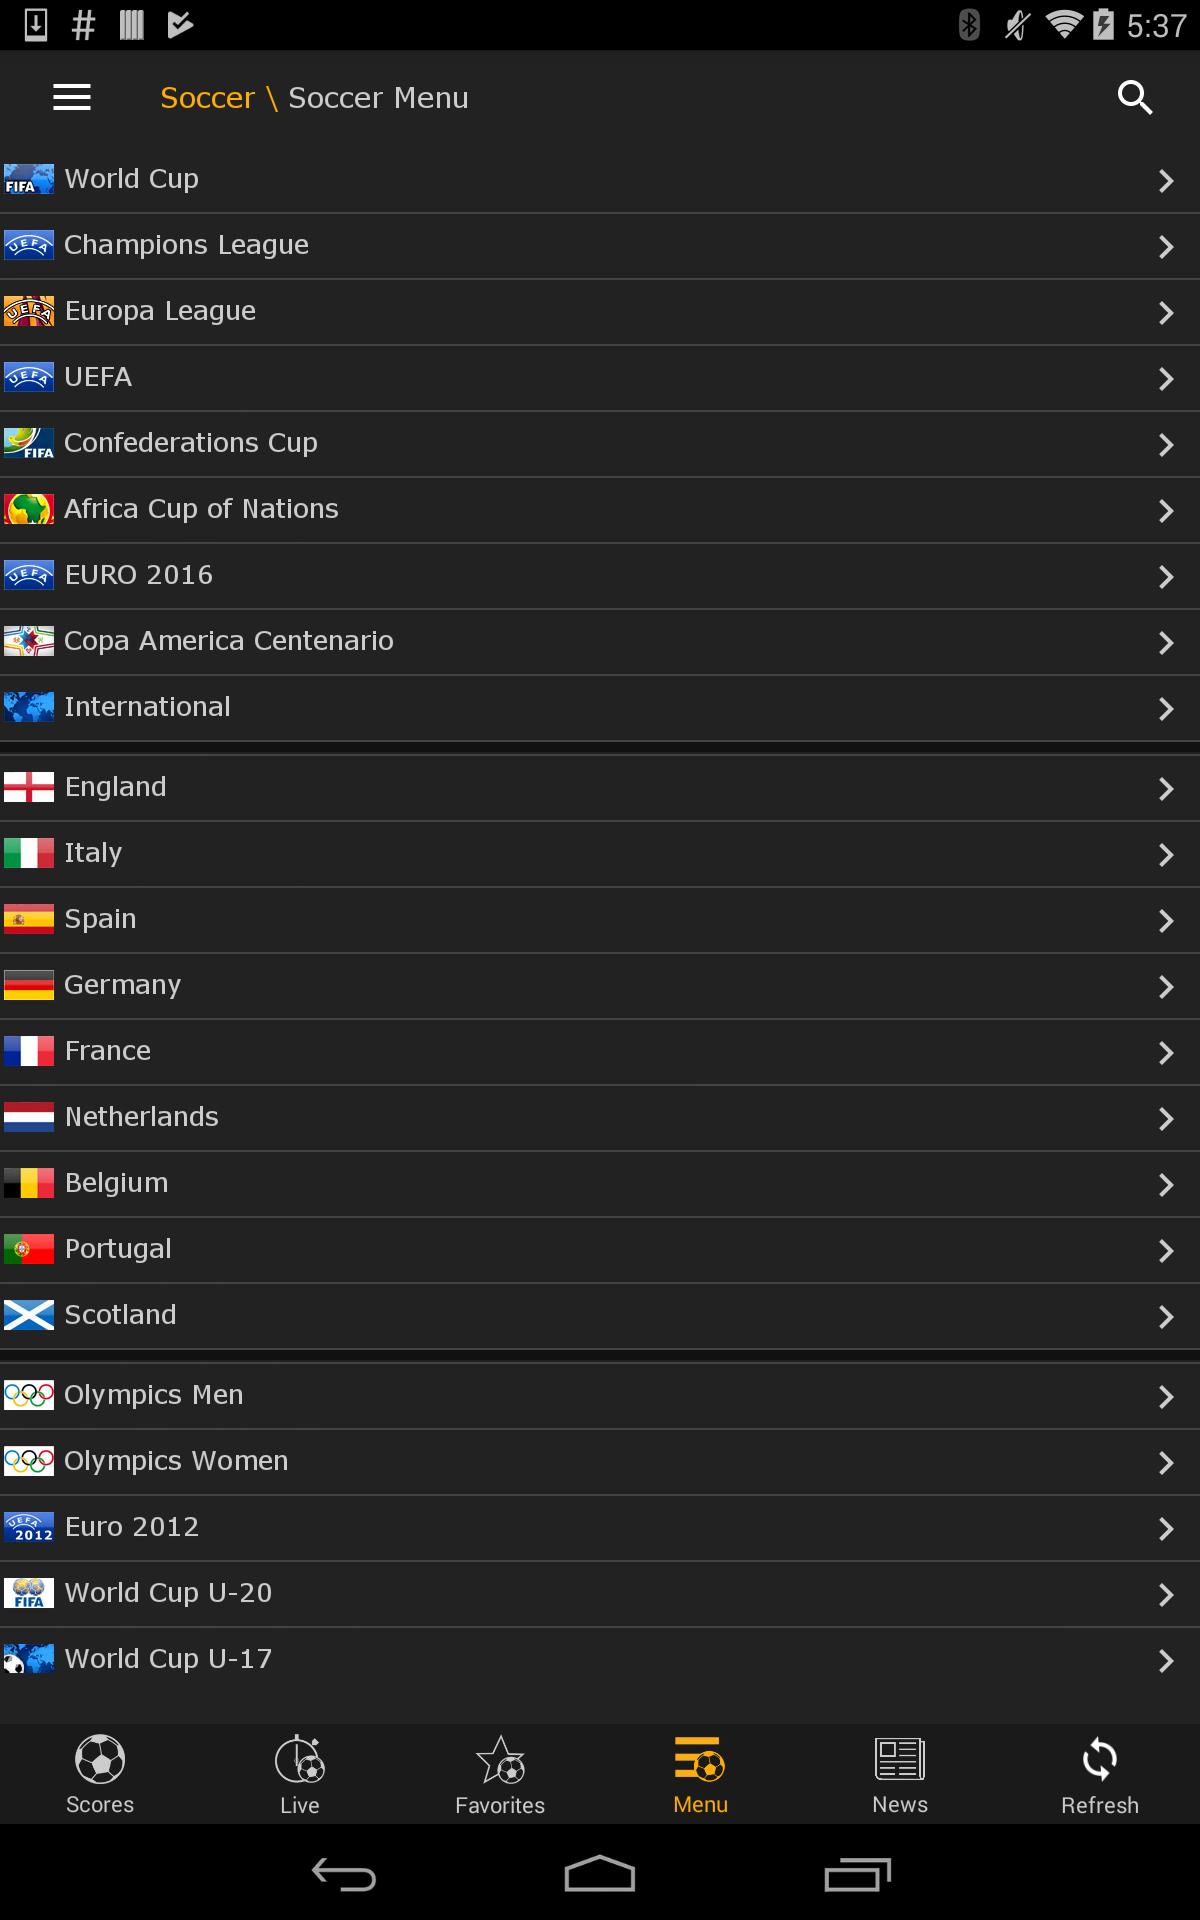 5:37
Soccer \ Soccer Menu
FIFA World Cup
UEFA Champions League
UEFA Europa League
UEFA UEFA
FIFA Confederations Cup
Africa Cup of Nations
UEFA EURO 2016
Copa America Centenario
International
England
Italy
Spain
Germany
France
Netherlands
Belgium
Portugal
Scotland
Olympics Men
Olympics Women
UEFA 2012 Euro 2012
FIFA World Cup U-20
World Cup U-17
Scores Live Favorites Menu News Refresh